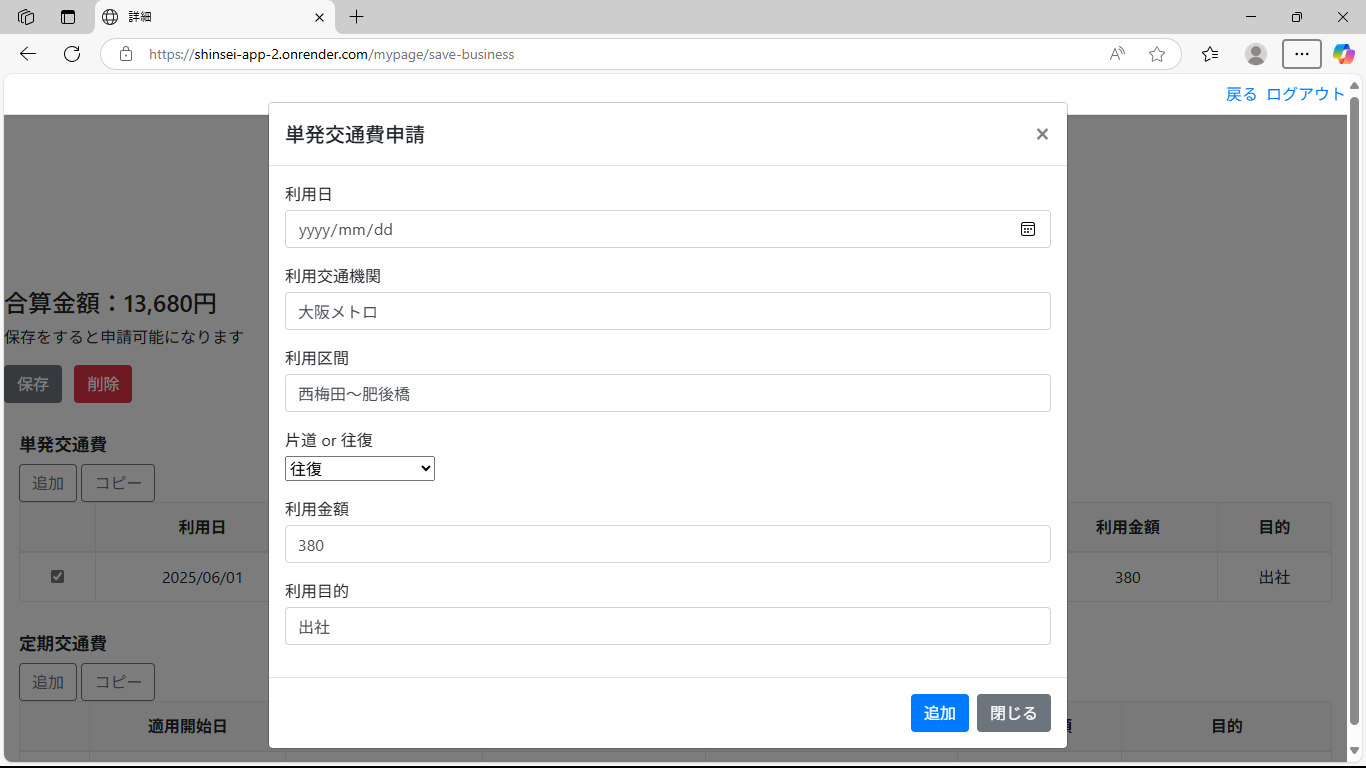 詳細
https://shinsei-app-2.onrender.com/mypage/save-business
戻る ログアウト
単発交通費申請
×
利用日
yyyy/mm/dd
利用交通機関
大阪メトロ
利用区間
西梅田～肥後橋
片道 or 往復
往復
利用金額
380
利用目的
出社
追加 閉じる
合算金額：13,680円
保存をすると申請可能になります
保存 削除
単発交通費
追加 コピー
利用日 利用金額 目的
2025/06/01 380 出社
定期交通費
追加 コピー
適用開始日 目的